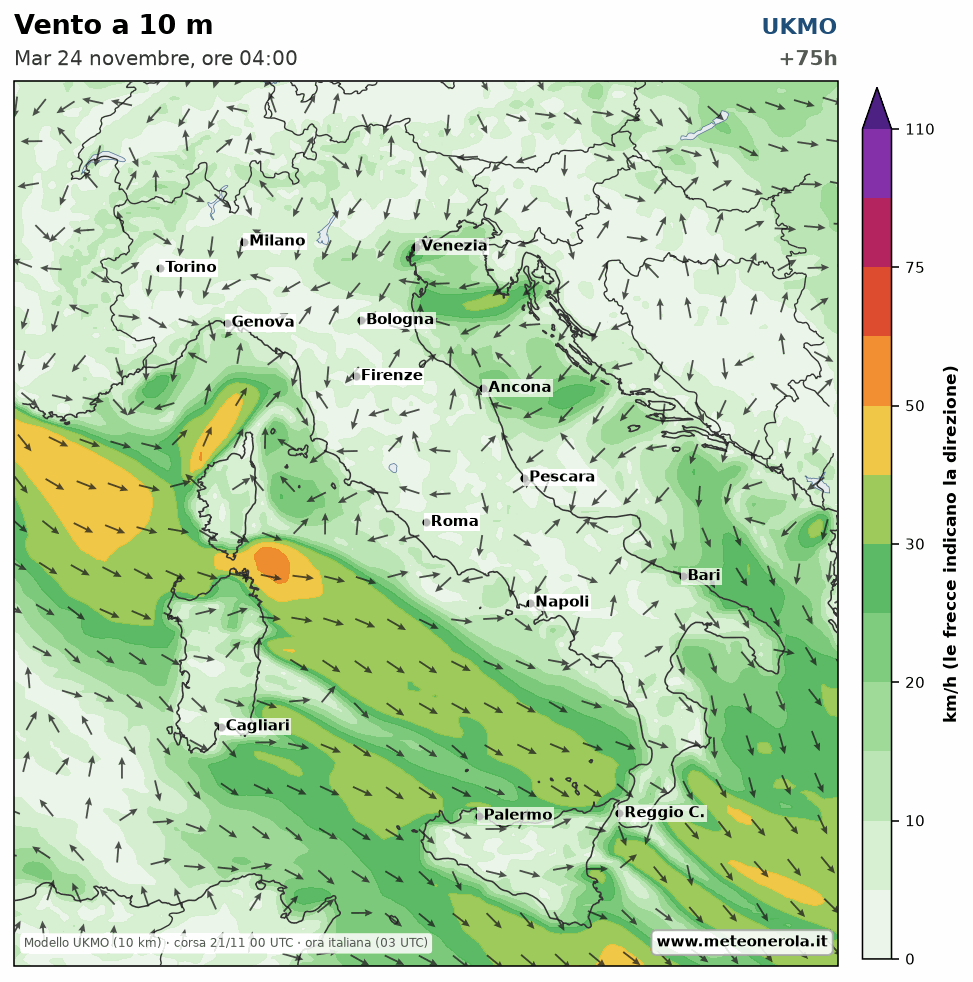 Vento a 10 m
UKMO
Mar 24 novembre, ore 04:00
+75h
110
75
50
30
20
10
0
km/h (le frecce indicano la direzione)
Milano
Venezia
Torino
Genova
Bologna
Firenze
Ancona
Pescara
Roma
Bari
Napoli
Cagliari
Palermo
Reggio C.
Modello UKMO (10 km) · corsa 21/11 00 UTC · ora italiana (03 UTC)
www.meteonerola.it